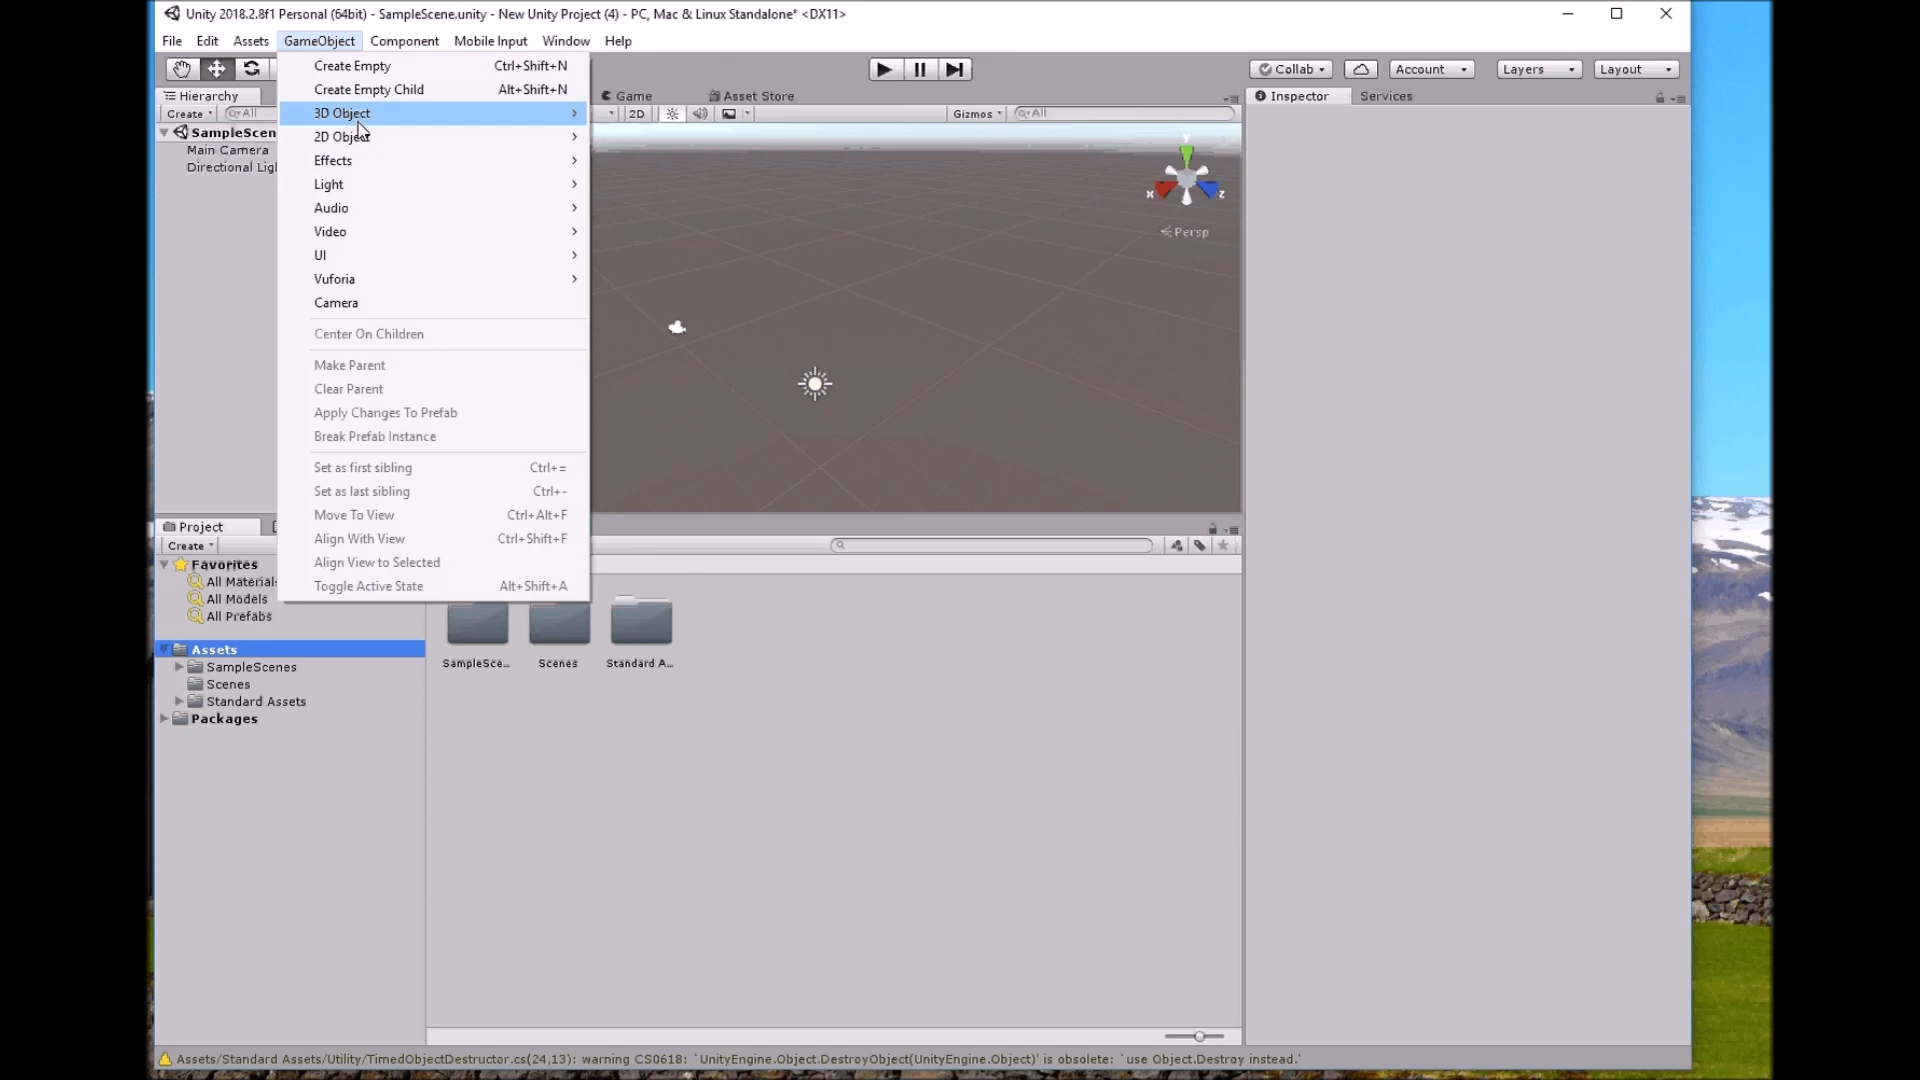 Unity 2018.2.8f1 Personal (64bit) - SampleScene.unity - New Unity Project (4) - PC, Mac & Linux Standalone* <DX11>
File Edit Assets GameObject Component Mobile Input Window Help
Collab Account Layers Layout
Hierarchy
Create All
SampleScen
Main Camera
Directional Ligh
Create Empty Ctrl+Shift+N
Create Empty Child Alt+Shift+N
3D Object
2D Object
Effects
Light
Audio
Video
UI
Vuforia
Camera
Center On Children
Make Parent
Clear Parent
Apply Changes To Prefab
Break Prefab Instance
Set as first sibling Ctrl+=
Set as last sibling Ctrl+-
Move To View Ctrl+Alt+F
Align With View Ctrl+Shift+F
Align View to Selected
Toggle Active State Alt+Shift+A
Game Asset Store
2D Gizmos All
y
x z
Persp
Inspector Services
Project
Create
Favorites
All Materials
All Models
All Prefabs
Assets
SampleScenes
Scenes
Standard Assets
Packages
SampleSce... Scenes Standard A...
Assets/Standard Assets/Utility/TimedObjectDestructor.cs(24,13): warning CS0618: `UnityEngine.Object.DestroyObject(UnityEngine.Object)' is obsolete: `use Object.Destroy instead.'